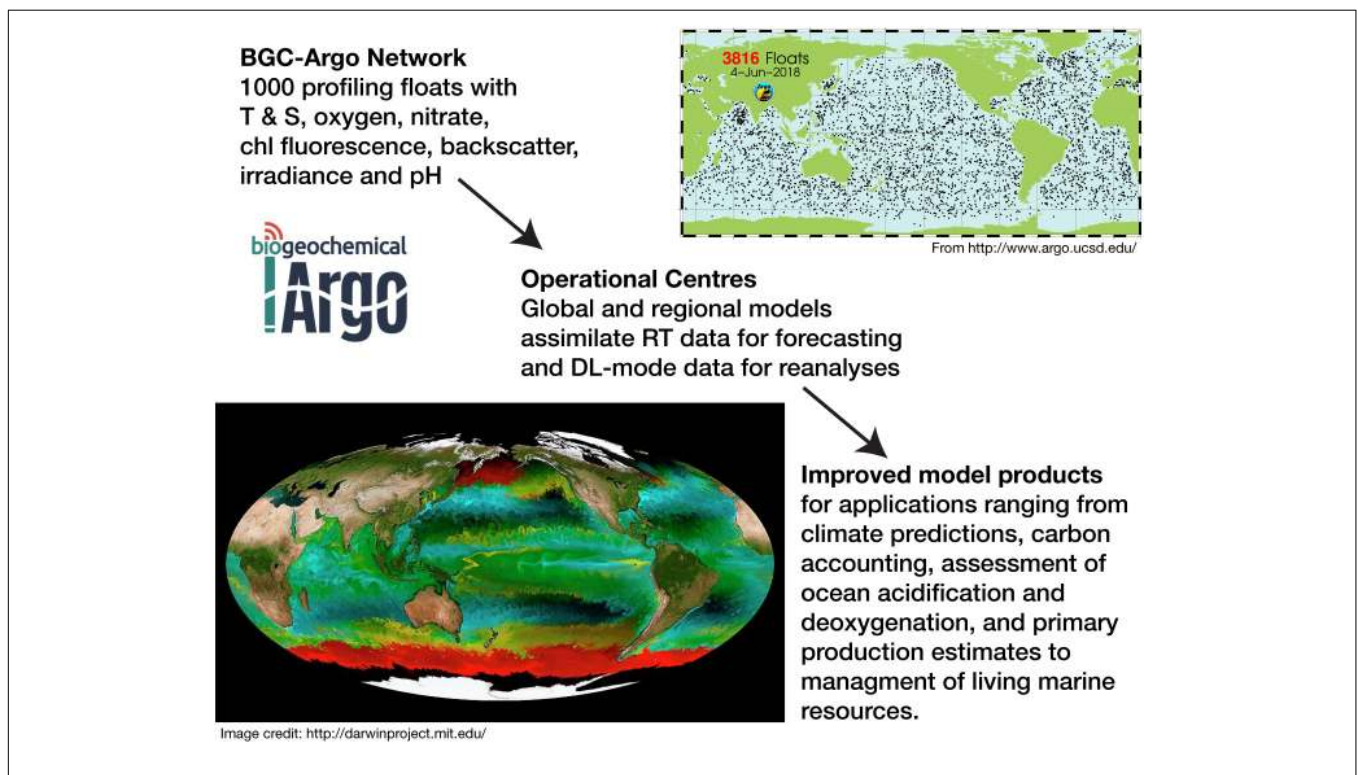 BGC-Argo Network
1000 profiling floats with
T & S, oxygen, nitrate,
chl fluorescence, backscatter,
irradiance and pH
3816 Floats
4-Jun-2018
From http://www.argo.ucsd.edu/
biogeochemical
Argo
Operational Centres
Global and regional models
assimilate RT data for forecasting
and DL-mode data for reanalyses
Improved model products
for applications ranging from
climate predictions, carbon
accounting, assessment of
ocean acidification and
deoxygenation, and primary
production estimates to
managment of living marine
resources.
Image credit: http://darwinproject.mit.edu/